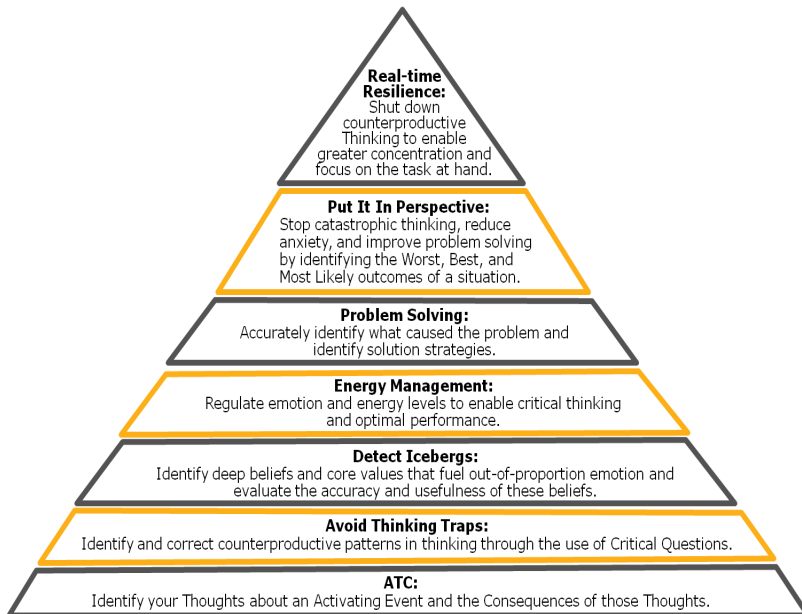 Real-time
Resilience:
Shut down
counterproductive
Thinking to enable
greater concentration and
focus on the task at hand.
Put It In Perspective:
Stop catastrophic thinking, reduce
anxiety, and improve problem solving
by identifying the Worst, Best, and
Most Likely outcomes of a situation.
Problem Solving:
Accurately identify what caused the problem and
identify solution strategies.
Energy Management:
Regulate emotion and energy levels to enable critical thinking
and optimal performance.
Detect Icebergs:
Identify deep beliefs and core values that fuel out-of-proportion emotion and
evaluate the accuracy and usefulness of these beliefs.
Avoid Thinking Traps:
Identify and correct counterproductive patterns in thinking through the use of Critical Questions.
ATC:
Identify your Thoughts about an Activating Event and the Consequences of those Thoughts.